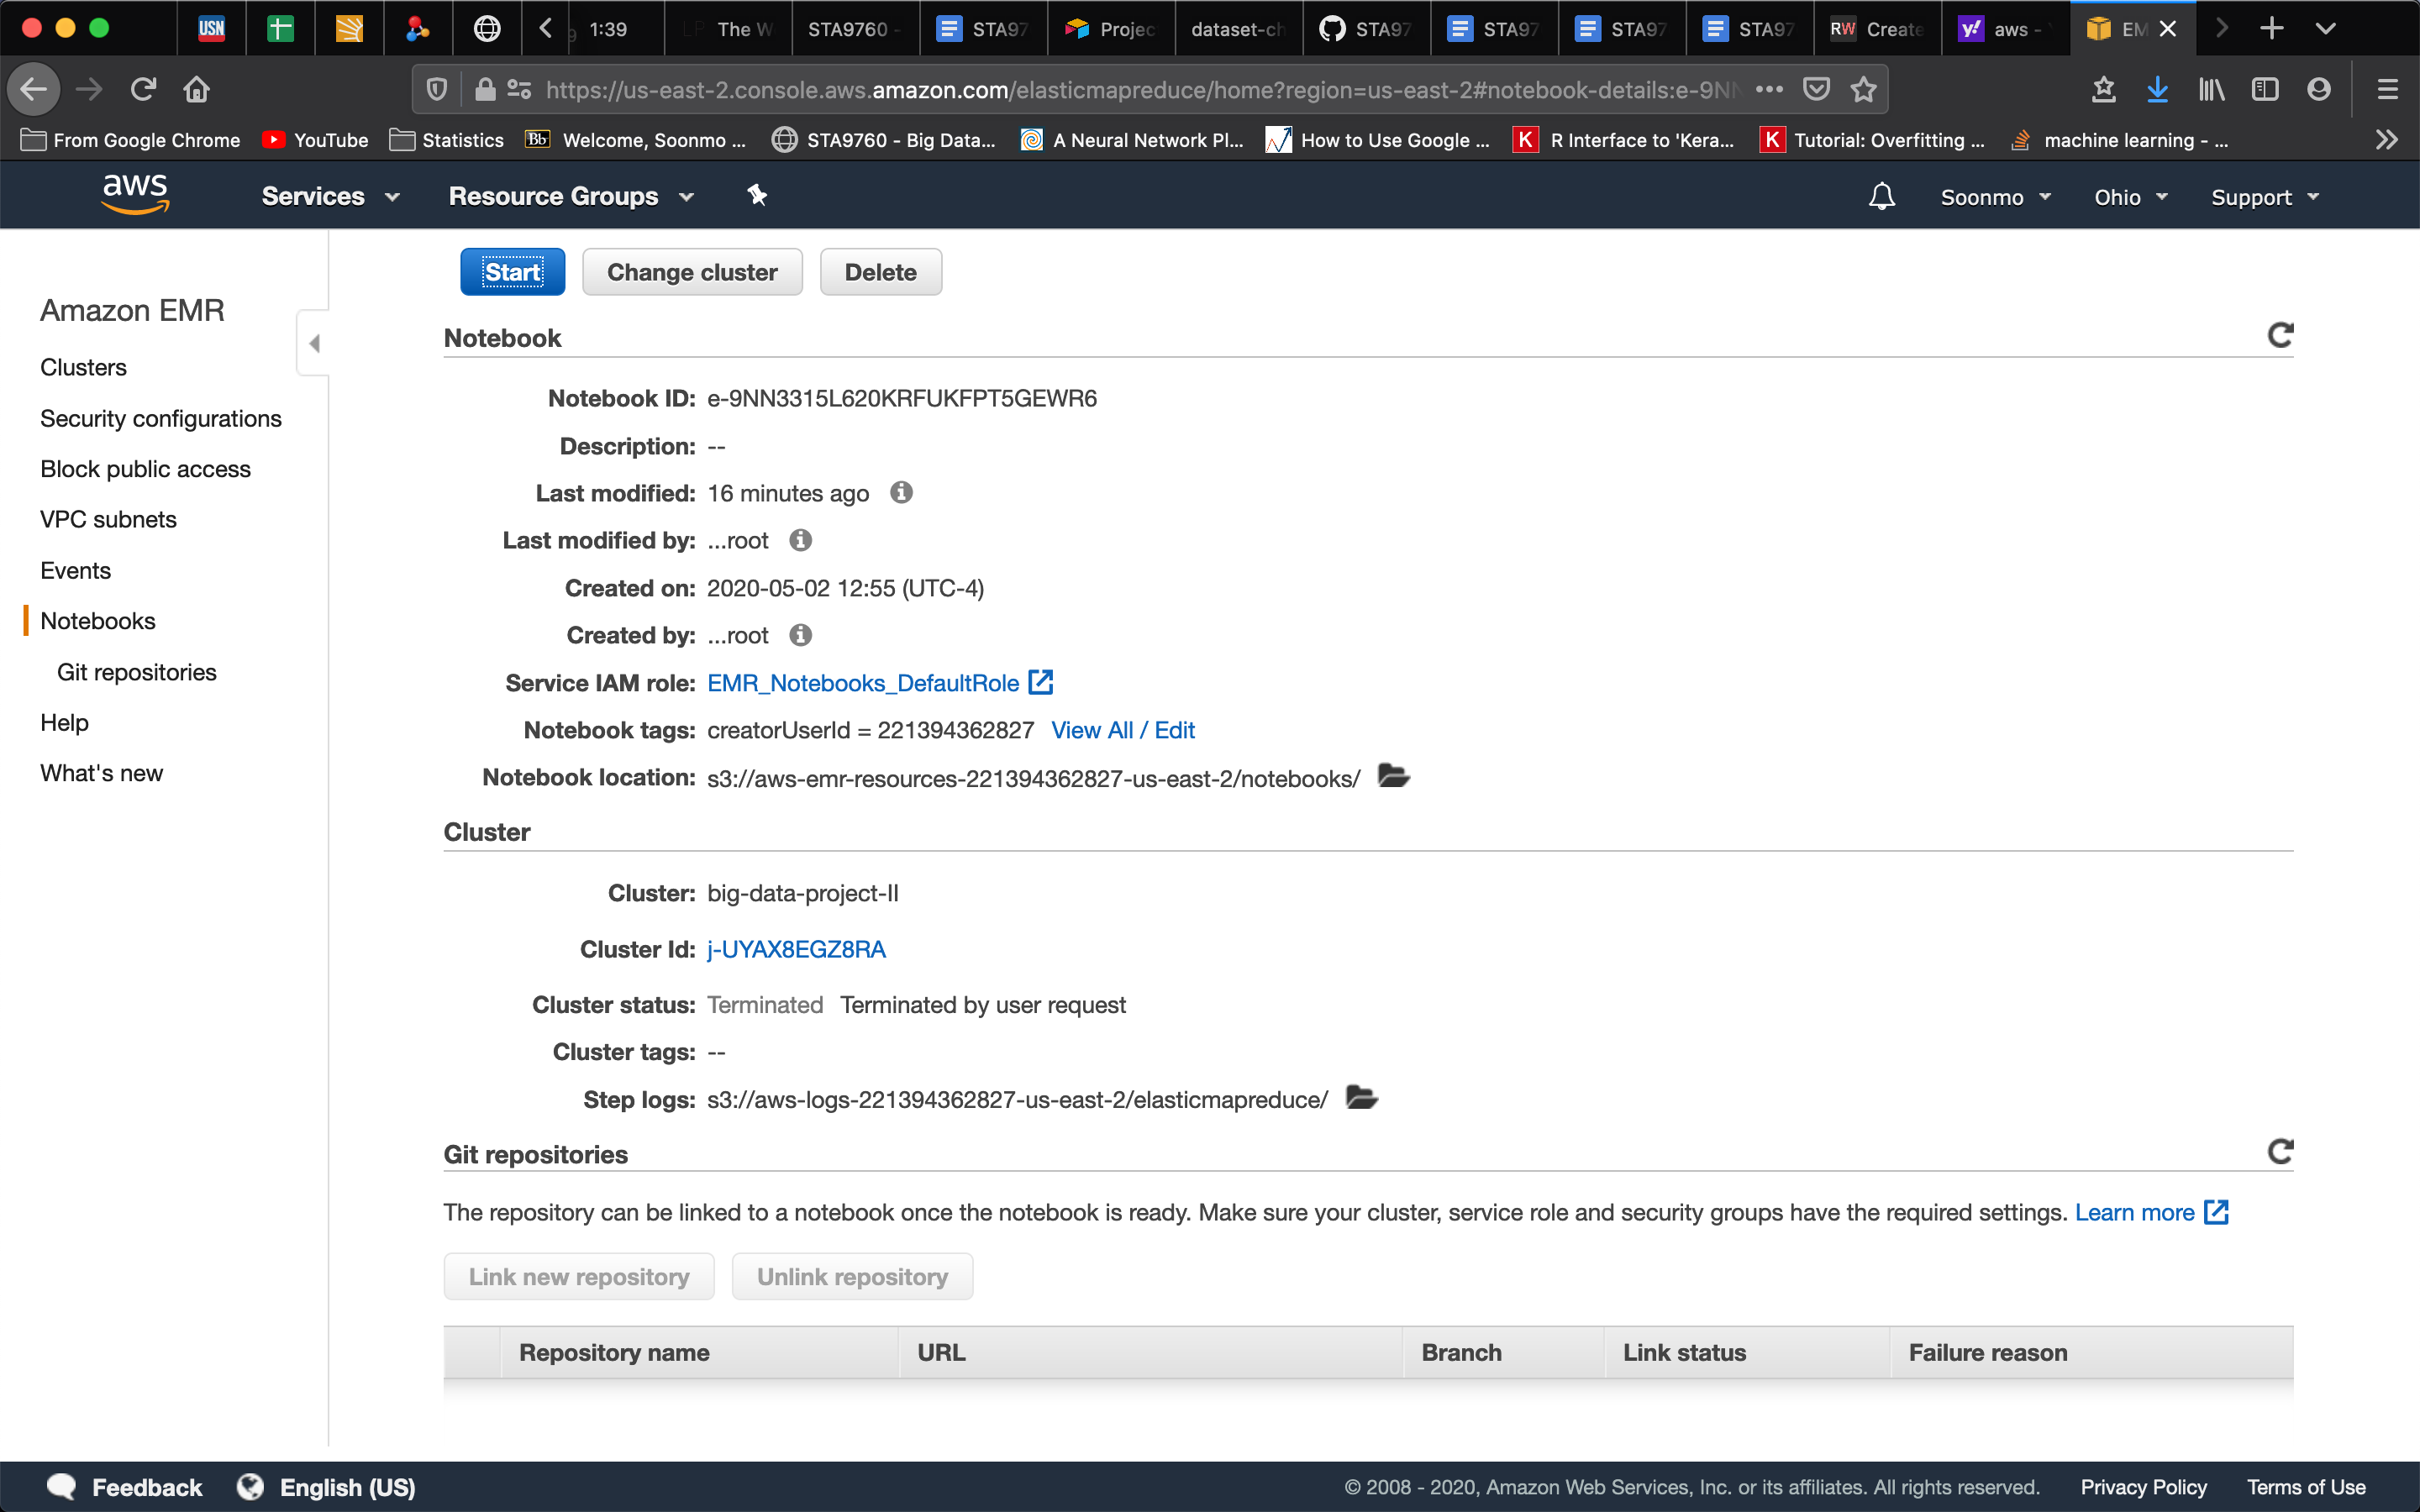 USN 1:39 The W STA9760 - STA97 Projec dataset-ch STA97 STA97 STA97 STA97 RW Create y! aws - EM
https://us-east-2.console.aws.amazon.com/elasticmapreduce/home?region=us-east-2#notebook-details:e-9NN
From Google Chrome YouTube Statistics Bb Welcome, Soonmo ... STA9760 - Big Data... A Neural Network Pl... How to Use Google ... K R Interface to 'Kera... K Tutorial: Overfitting ... machine learning - ...
aws Services Resource Groups Soonmo Ohio Support
Start Change cluster Delete
Amazon EMR
Clusters
Security configurations
Block public access
VPC subnets
Events
Notebooks
Git repositories
Help
What's new
Notebook
Notebook ID: e-9NN3315L620KRFUKFPT5GEWR6
Description: --
Last modified: 16 minutes ago
Last modified by: ...root
Created on: 2020-05-02 12:55 (UTC-4)
Created by: ...root
Service IAM role: EMR_Notebooks_DefaultRole
Notebook tags: creatorUserId = 221394362827 View All / Edit
Notebook location: s3://aws-emr-resources-221394362827-us-east-2/notebooks/
Cluster
Cluster: big-data-project-II
Cluster Id: j-UYAX8EGZ8RA
Cluster status: Terminated Terminated by user request
Cluster tags: --
Step logs: s3://aws-logs-221394362827-us-east-2/elasticmapreduce/
Git repositories
The repository can be linked to a notebook once the notebook is ready. Make sure your cluster, service role and security groups have the required settings. Learn more
Link new repository Unlink repository
Repository name URL Branch Link status Failure reason
Feedback English (US) © 2008 - 2020, Amazon Web Services, Inc. or its affiliates. All rights reserved. Privacy Policy Terms of Use